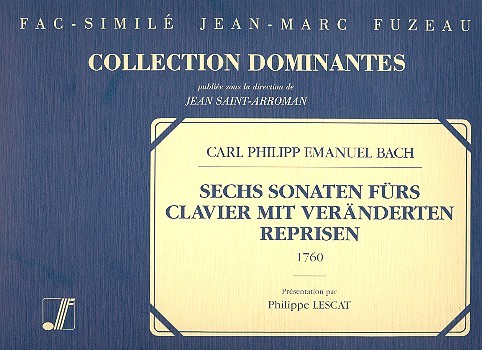 FAC-SIMILÉ JEAN-MARC FUZEAU
COLLECTION DOMINANTES
publiée sous la direction de
JEAN SAINT-ARROMAN
CARL PHILIPP EMANUEL BACH
SECHS SONATEN FÜRS
CLAVIER MIT VERÄNDERTEN
REPRISEN
1760
Présentation par
Philippe LESCAT